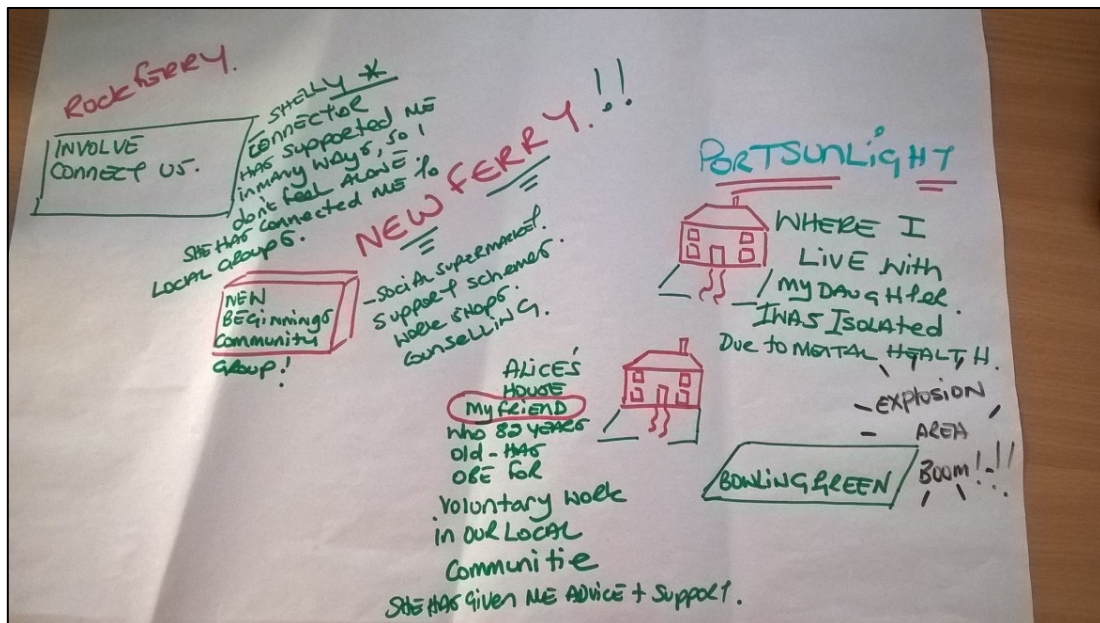 ROCK FERRY.
INVOLVE
CONNECT US.
SHELLY *
CONNECTOR
HAS SUPPORTED ME
in MANY WAYS, SO I
don't feel ALONE.
SHE HAS CONNECTED ME to
LOCAL GROUPS.
NEW FERRY.!!
NEW
BEGINNINGS
COMMUNITY
GROUP!
- SOCIAL SUPERMARKET.
SUPPORT SCHEMES
WORK SHOPS.
COUNSELLING.
ALICE'S
HOUSE
MY FRIEND
WHO 82 YEARS
Old - HAS
OBE FOR
Voluntary WORK
in OUR LOCAL
Communitie
SHE HAS GIVEN ME ADVICE + SUPPORT.
PORTSUNLIGHT
WHERE I
LIVE With
MY DAUGHTER.
I WAS ISOLATED
DUE TO MENTAL HEALTH.
EXPLOSION
AREA
BOOM!-!!
BOWLING GREEN